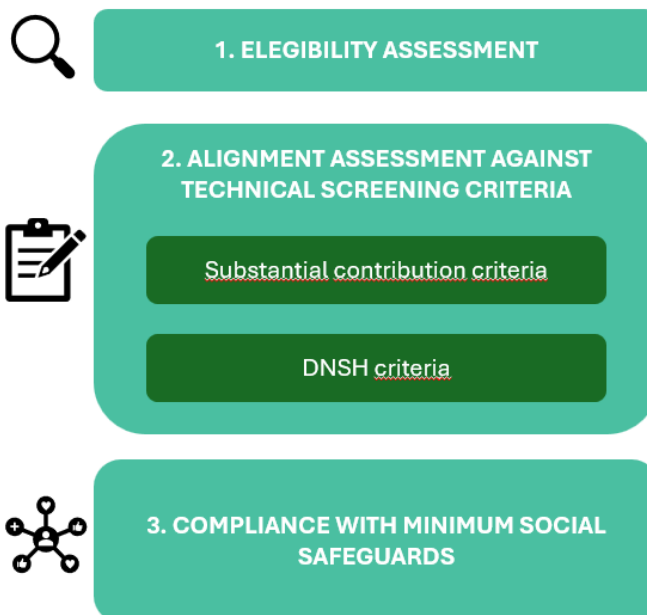 1. ELEGIBILITY ASSESSMENT
2. ALIGNMENT ASSESSMENT AGAINST
TECHNICAL SCREENING CRITERIA
Substantial contribution criteria
DNSH criteria
3. COMPLIANCE WITH MINIMUM SOCIAL
SAFEGUARDS